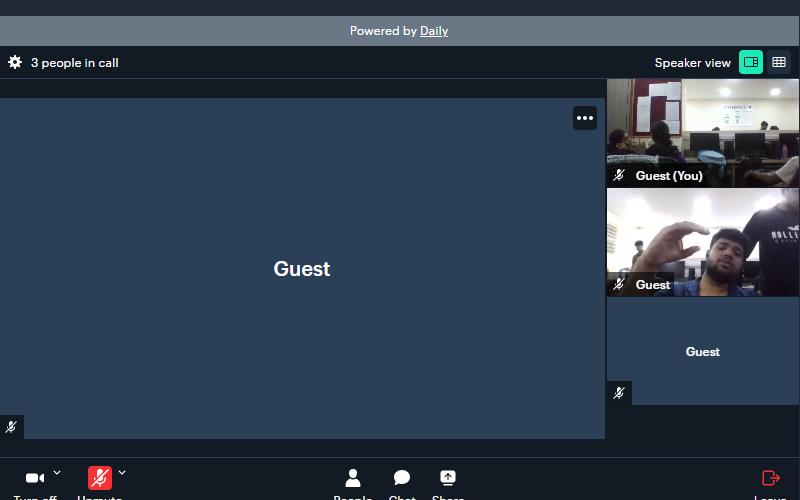 Powered by Daily
3 people in call
Speaker view
Guest (You)
Guest
Guest
Guest
Turn off
Unmute
People
Chat
Share
Leave